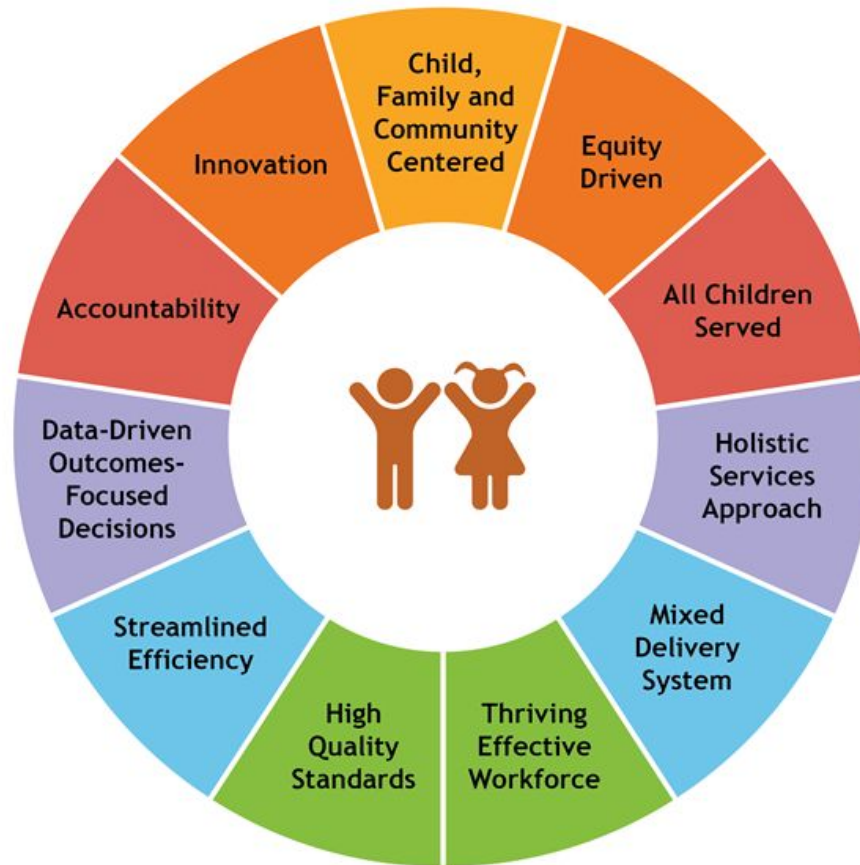 Child,
Family and
Community
Centered
Equity
Driven
All Children
Served
Holistic
Services
Approach
Mixed
Delivery
System
Thriving
Effective
Workforce
High
Quality
Standards
Streamlined
Efficiency
Data-Driven
Outcomes-
Focused
Decisions
Accountability
Innovation